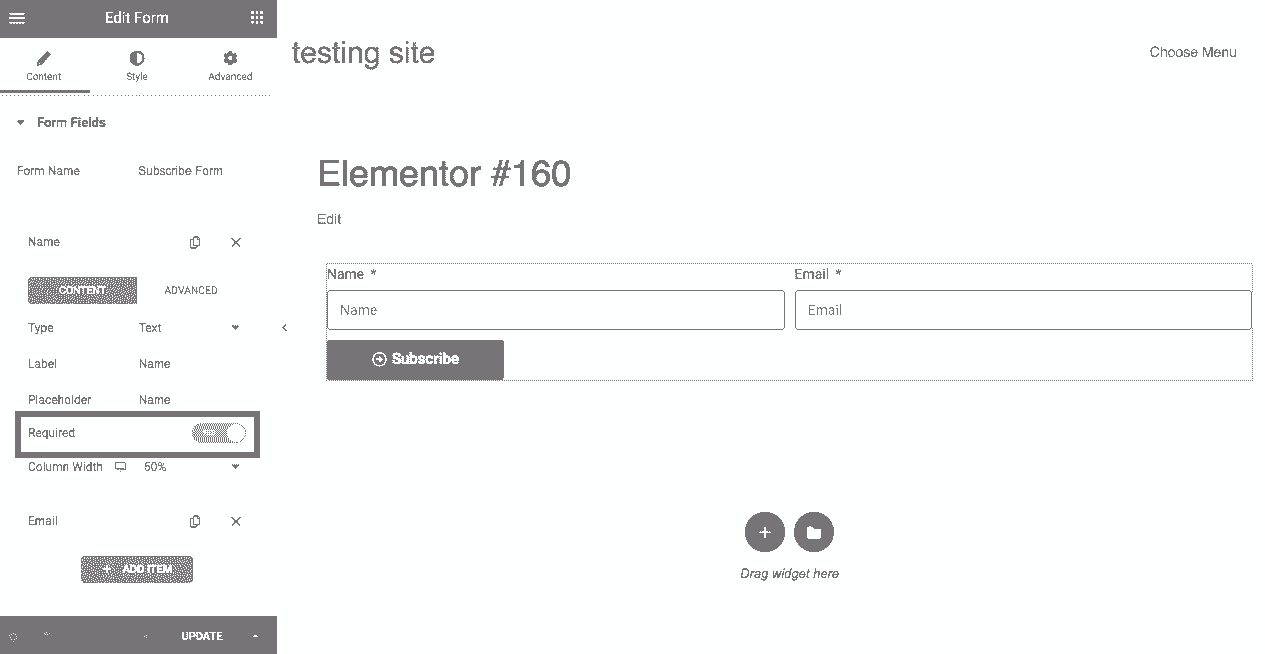 Edit Form
Content
Style
Advanced
Form Fields
Form Name
Subscribe Form
Name
CONTENT
ADVANCED
Type
Text
Label
Name
Placeholder
Name
Required
Column Width
50%
Email
+ ADD ITEM
UPDATE
testing site
Choose Menu
Elementor #160
Edit
Name *
Email *
Name
Email
Subscribe
Drag widget here